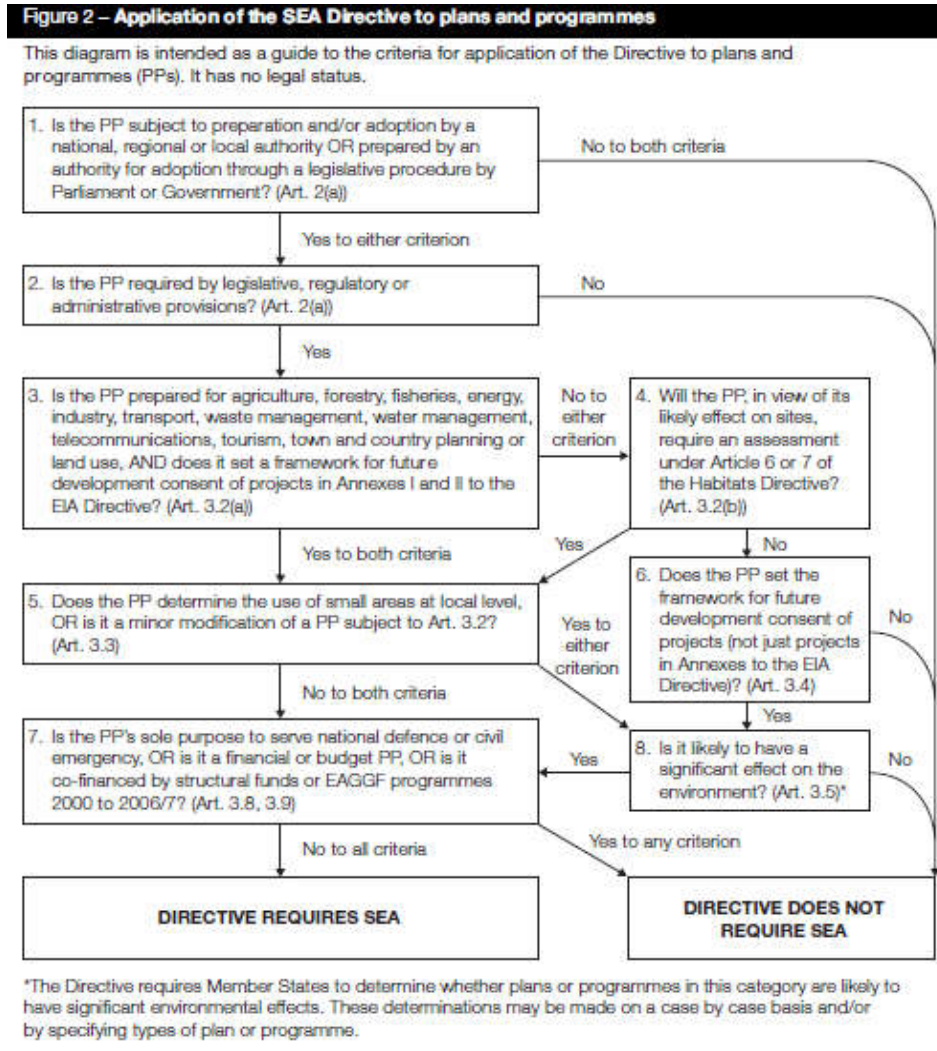 Figure 2 – Application of the SEA Directive to plans and programmes
This diagram is intended as a guide to the criteria for application of the Directive to plans and
programmes (PPs). It has no legal status.
1. Is the PP subject to preparation and/or adoption by a
national, regional or local authority OR prepared by an
authority for adoption through a legislative procedure by
Parliament or Government? (Art. 2(a))
No to both criteria
Yes to either criterion
2. Is the PP required by legislative, regulatory or
administrative provisions? (Art. 2(a))
No
Yes
3. Is the PP prepared for agriculture, forestry, fisheries, energy,
industry, transport, waste management, water management,
telecommunications, tourism, town and country planning or
land use, AND does it set a framework for future
development consent of projects in Annexes I and II to the
EIA Directive? (Art. 3.2(a))
No to
either
criterion
4. Will the PP, in view of its
likely effect on sites,
require an assessment
under Article 6 or 7 of
the Habitats Directive?
(Art. 3.2(b))
Yes to both criteria
Yes
No
5. Does the PP determine the use of small areas at local level,
OR is it a minor modification of a PP subject to Art. 3.2?
(Art. 3.3)
Yes to
either
criterion
6. Does the PP set the
framework for future
development consent of
projects (not just projects
in Annexes to the EIA
Directive)? (Art. 3.4)
No
No to both criteria
Yes
7. Is the PP's sole purpose to serve national defence or civil
emergency, OR is it a financial or budget PP, OR is it
co-financed by structural funds or EAGGF programmes
2000 to 2006/7? (Art. 3.8, 3.9)
Yes
8. Is it likely to have a
significant effect on the
environment? (Art. 3.5)*
No
No to all criteria
Yes to any criterion
DIRECTIVE REQUIRES SEA
DIRECTIVE DOES NOT
REQUIRE SEA
*The Directive requires Member States to determine whether plans or programmes in this category are likely to
have significant environmental effects. These determinations may be made on a case by case basis and/or
by specifying types of plan or programme.